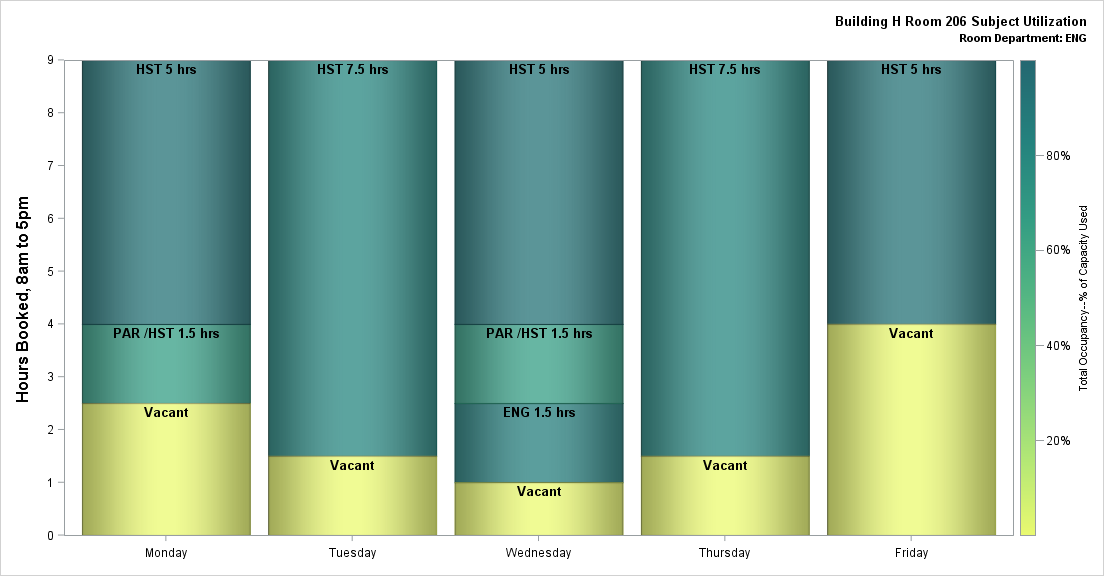 Building H Room 206 Subject Utilization
Room Department: ENG
Hours Booked, 8am to 5pm
9
8
7
6
5
4
3
2
1
0
HST 5 hrs
PAR /HST 1.5 hrs
Vacant
HST 7.5 hrs
Vacant
HST 5 hrs
PAR /HST 1.5 hrs
ENG 1.5 hrs
Vacant
HST 7.5 hrs
Vacant
HST 5 hrs
Vacant
Monday
Tuesday
Wednesday
Thursday
Friday
80%
60%
40%
20%
Total Occupancy--% of Capacity Used